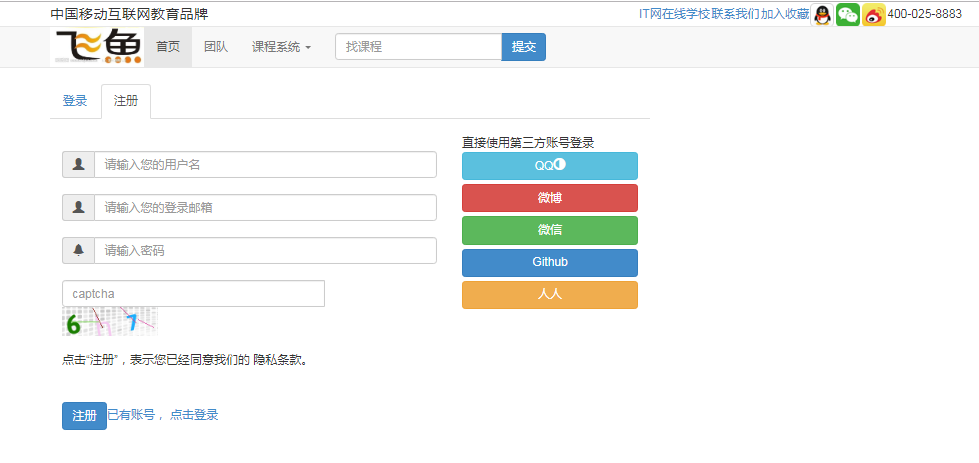 中国移动互联网教育品牌 IT网在线学校联系我们加入收藏 400-025-8883
飞鱼 首页 团队 课程系统 找课程 提交
登录 注册
直接使用第三方账号登录
请输入您的用户名 QQ
请输入您的登录邮箱 微博
微信
请输入密码 Github
captcha 人人
6 7
点击“注册”，表示您已经同意我们的 隐私条款。
注册 已有账号， 点击登录